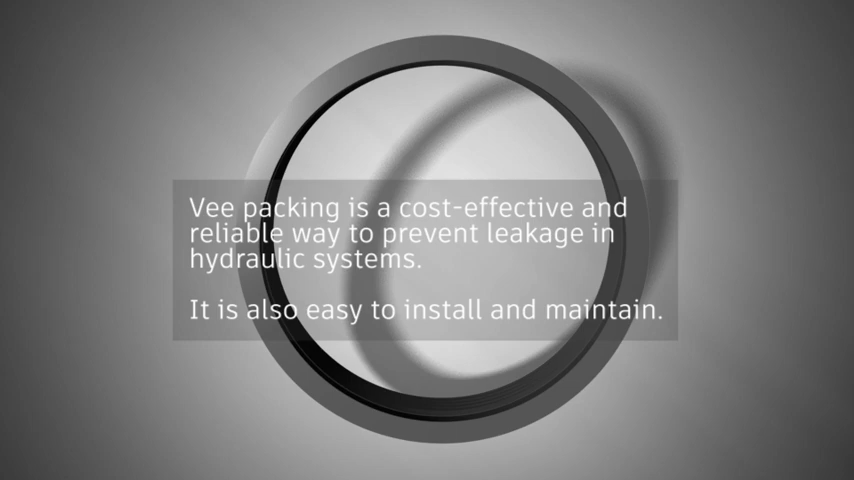 Vee packing is a cost-effective and
reliable way to prevent leakage in
hydraulic systems.
It is also easy to install and maintain.